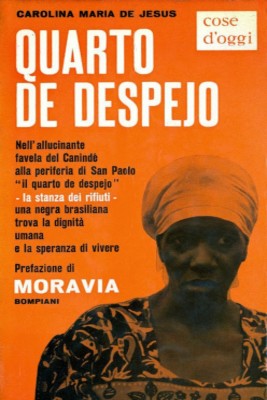 CAROLINA MARIA DE JESUS
cose
d'oggi
QUARTO
DE DESPEJO
Nell'allucinante
favela del Canindè
alla periferia di San Paolo
"il quarto de despejo"
- la stanza dei rifiuti -
una negra brasiliana
trova la dignità
umana
e la speranza di vivere
Prefazione di
MORAVIA
BOMPIANI